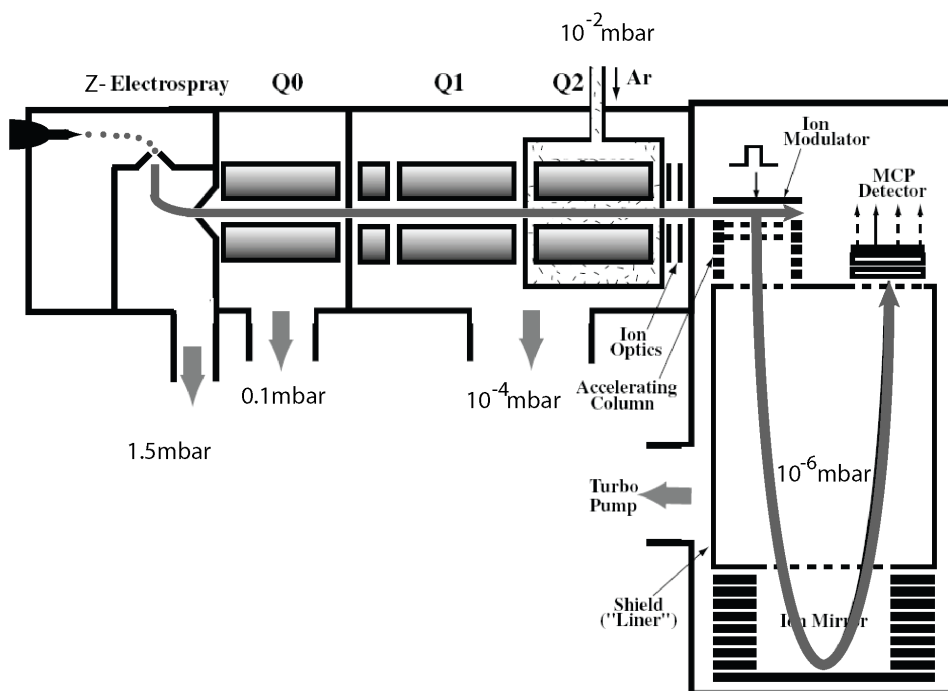 10⁻²mbar
Z- Electrospray
Q0
Q1
Q2
Ar
Ion
Modulator
MCP
Detector
Ion
Optics
Accelerating
Column
0.1mbar
10⁻⁴mbar
1.5mbar
10⁻⁶mbar
Turbo
Pump
Shield
("Liner")
Ion Mirror